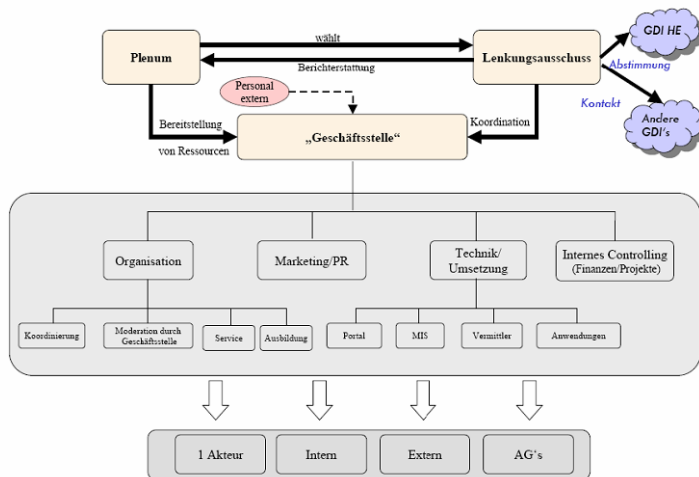 wählt
GDI HE
Plenum
Lenkungsausschuss
Abstimmung
Berichterstattung
Personal
extern
Kontakt
Bereitstellung
Koordination
„Geschäftsstelle“
Andere
GDI's
von Ressourcen
Organisation
Marketing/PR
Technik/
Umsetzung
Internes Controlling
(Finanzen/Projekte)
Koordinierung
Moderation durch
Geschäftsstelle
Service
Ausbildung
Portal
MIS
Vermittler
Anwendungen
1 Akteur
Intern
Extern
AG's